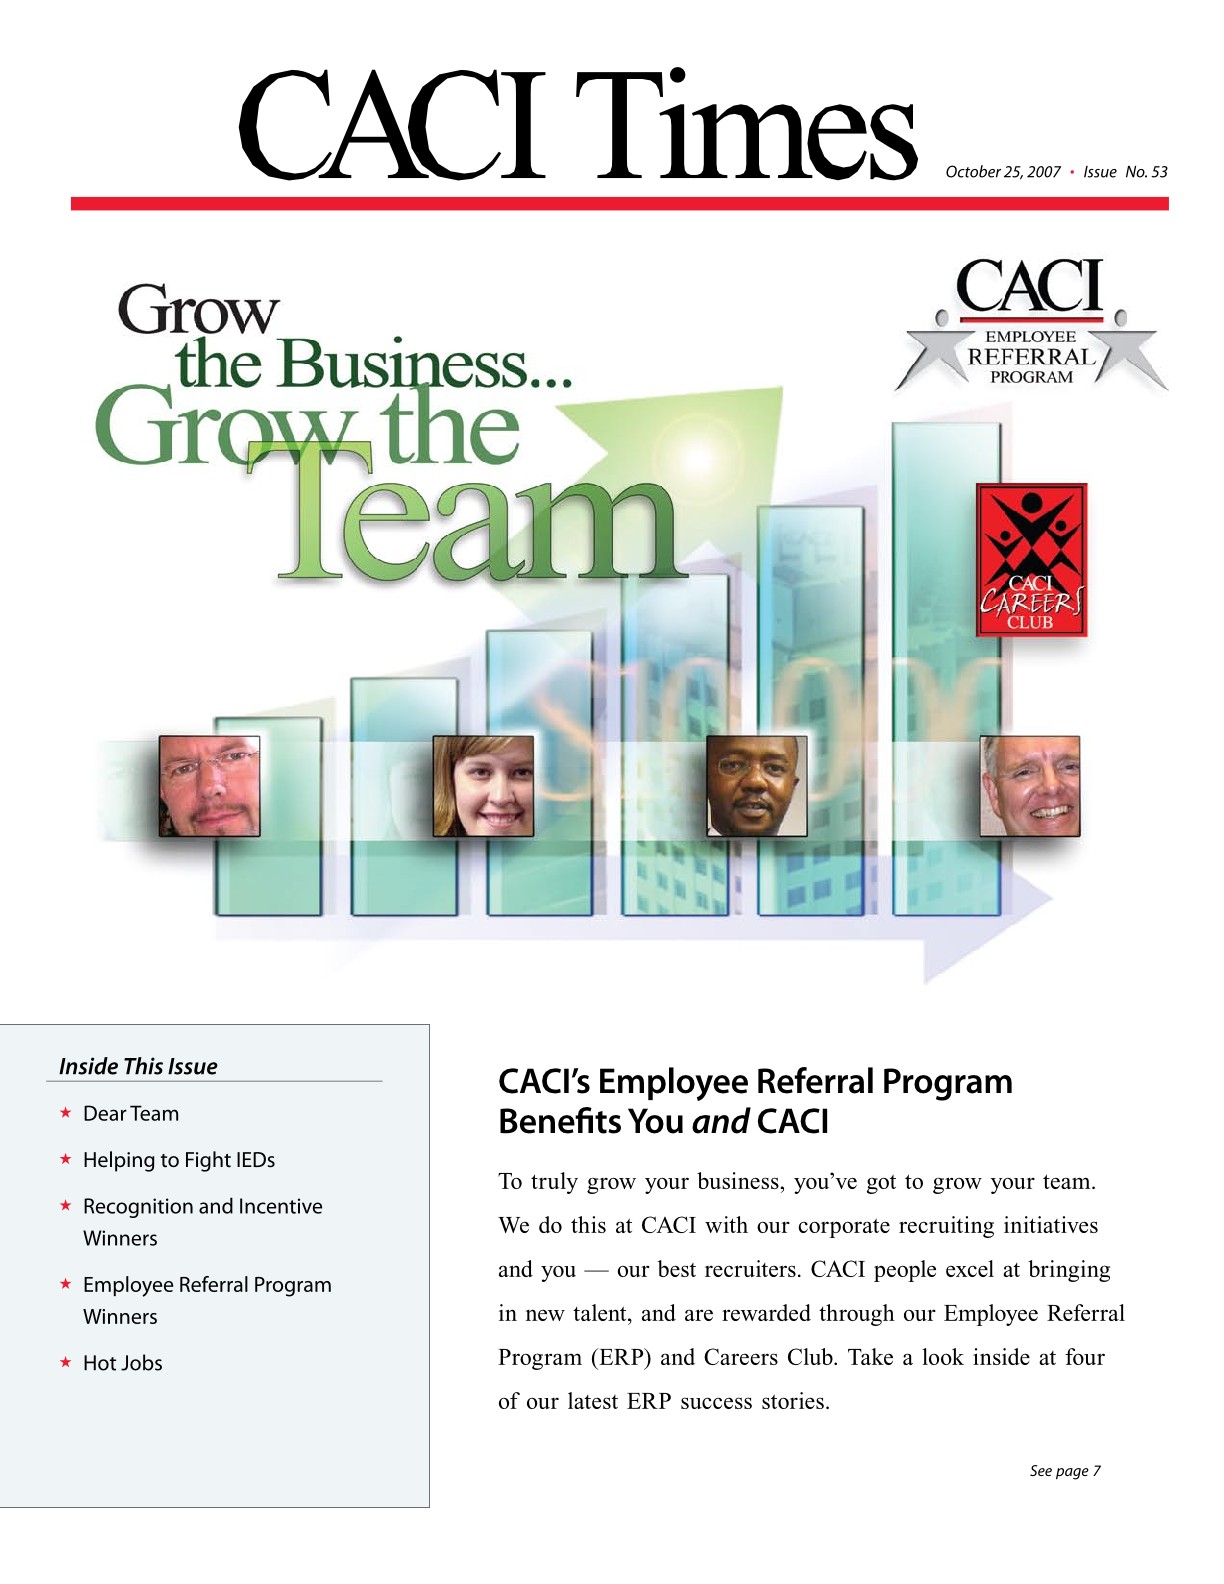 CACI Times
October 25, 2007 • Issue No. 53
Grow
the Business...
Grow the
Team
CACI
EMPLOYEE
REFERRAL
PROGRAM
CACI
CAREERS
CLUB
Inside This Issue
★ Dear Team
★ Helping to Fight IEDs
★ Recognition and Incentive
Winners
★ Employee Referral Program
Winners
★ Hot Jobs
CACI’s Employee Referral Program
Benefits You and CACI
To truly grow your business, you’ve got to grow your team.
We do this at CACI with our corporate recruiting initiatives
and you — our best recruiters. CACI people excel at bringing
in new talent, and are rewarded through our Employee Referral
Program (ERP) and Careers Club. Take a look inside at four
of our latest ERP success stories.
See page 7